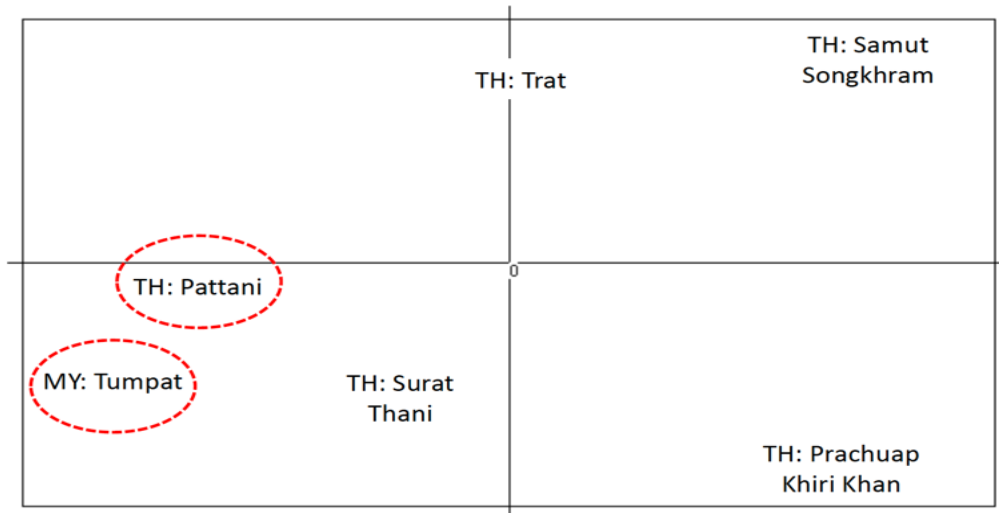 TH: Samut
Songkhram
TH: Trat
0
TH: Pattani
MY: Tumpat
TH: Surat
Thani
TH: Prachuap
Khiri Khan